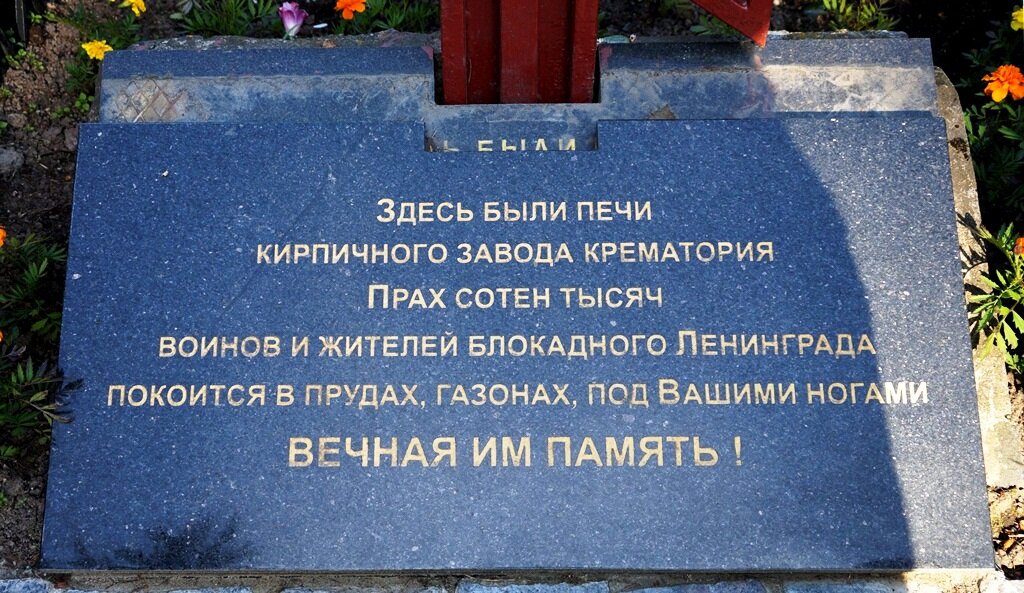 Ь БЫЛИ
Здесь были печи
кирпичного завода крематория
Прах сотен тысяч
воинов и жителей блокадного Ленинграда
покоится в прудах, газонах, под Вашими ногами
ВЕЧНАЯ ИМ ПАМЯТЬ !